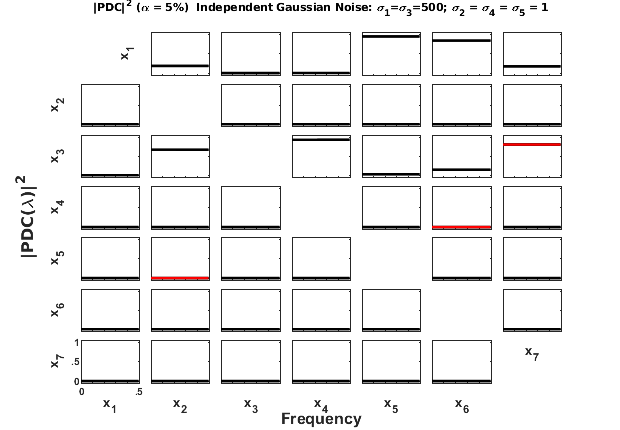 |PDC|² (α = 5%) Independent Gaussian Noise: σ₁=σ₃=500; σ₂ = σ₄ = σ₅ = 1
x₁
x₂
x₃
x₄
x₅
x₆
x₇
|PDC(λ)|²
1
.5
0
0
.5
x₁
x₂
x₃
x₄
x₅
x₆
x₇
Frequency